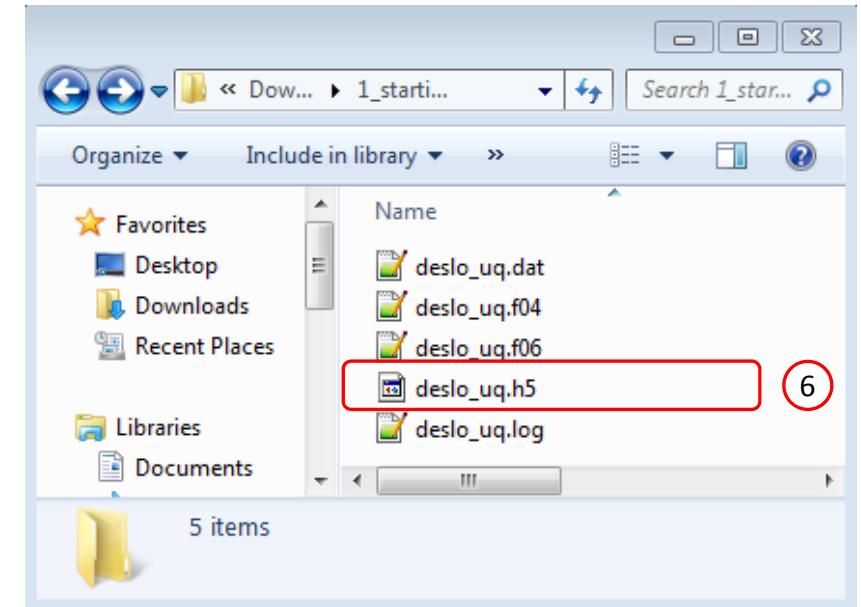 « Dow... 1_starti... Search 1_star...
Organize Include in library »
Favorites
Desktop
Downloads
Recent Places
Libraries
Documents
Name
deslo_uq.dat
deslo_uq.f04
deslo_uq.f06
deslo_uq.h5
6
deslo_uq.log
5 items